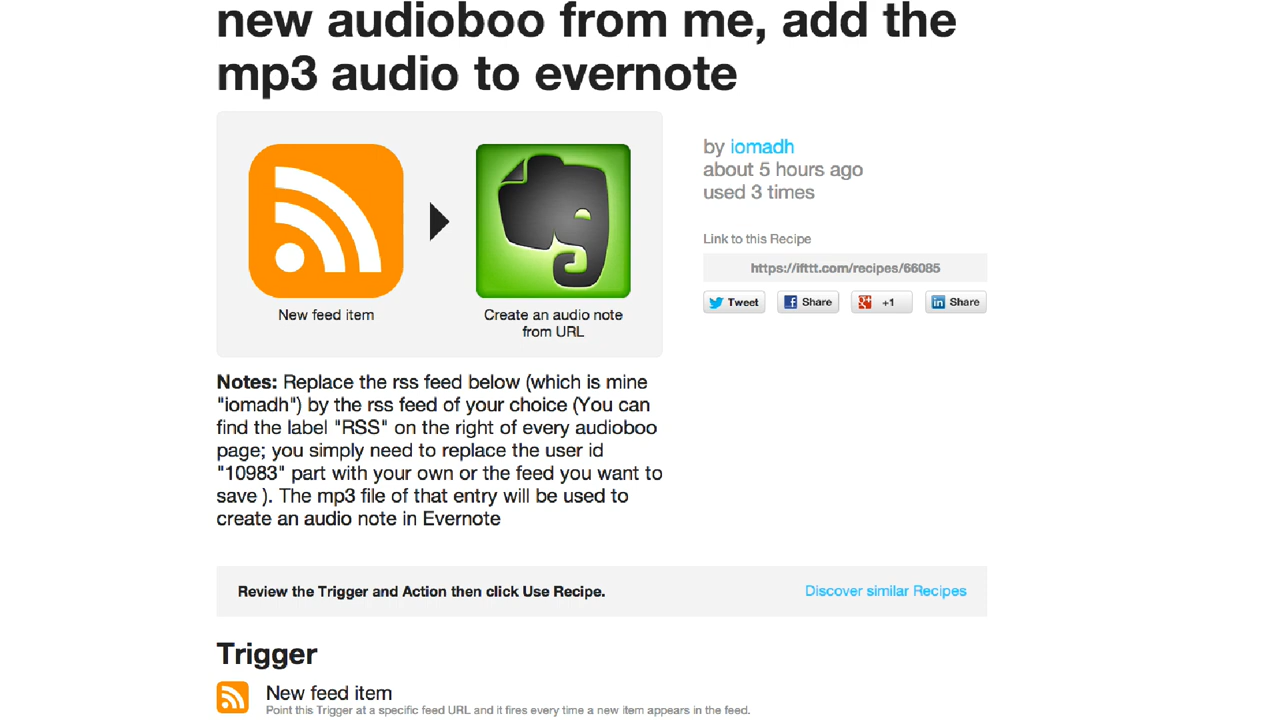 new audioboo from me, add the
mp3 audio to evernote
New feed item
Create an audio note
from URL
by iomadh
about 5 hours ago
used 3 times
Link to this Recipe
https://ifttt.com/recipes/66085
Tweet
Share
+1
Share
Notes: Replace the rss feed below (which is mine
"iomadh") by the rss feed of your choice (You can
find the label "RSS" on the right of every audioboo
page; you simply need to replace the user id
"10983" part with your own or the feed you want to
save ). The mp3 file of that entry will be used to
create an audio note in Evernote
Review the Trigger and Action then click Use Recipe.
Discover similar Recipes
Trigger
New feed item
Point this Trigger at a specific feed URL and it fires every time a new item appears in the feed.